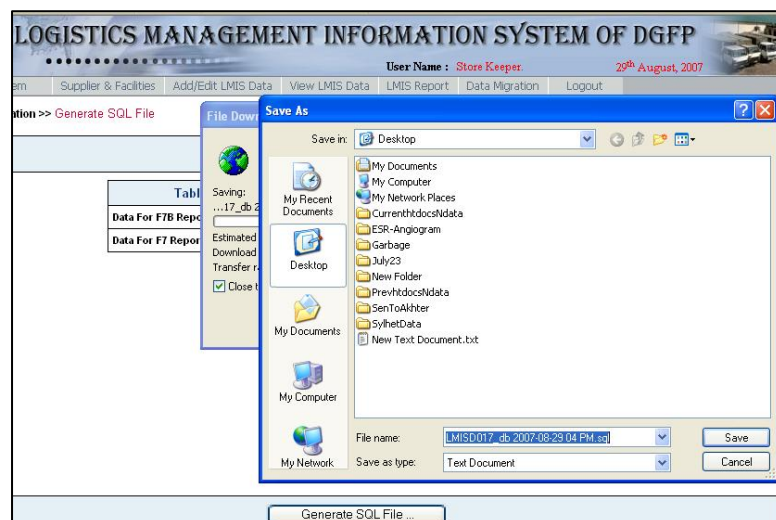 LOGISTICS MANAGEMENT INFORMATION SYSTEM OF DGFP
User Name : Store Keeper. 29th August, 2007
em Supplier & Facilities Add/Edit LMIS Data View LMIS Data LMIS Report Data Migration Logout
ation >> Generate SQL File
File Down
Save As
Save in: Desktop
Tabl
Data For F7B Repo
Data For F7 Repor
Saving:
...17_db 2
Estimated
Download
Transfer r
Close t
My Recent
Documents
Desktop
My Documents
My Computer
My Network
My Documents
My Computer
My Network Places
CurrenthtdocsNdata
ESR-Angiogram
Garbage
July23
New Folder
PrevhtdocsNdata
SenToAkhter
SylhetData
New Text Document.txt
File name: LMISD017_db 2007-08-29 04 PM.sql Save
Save as type: Text Document Cancel
Generate SQL File ...